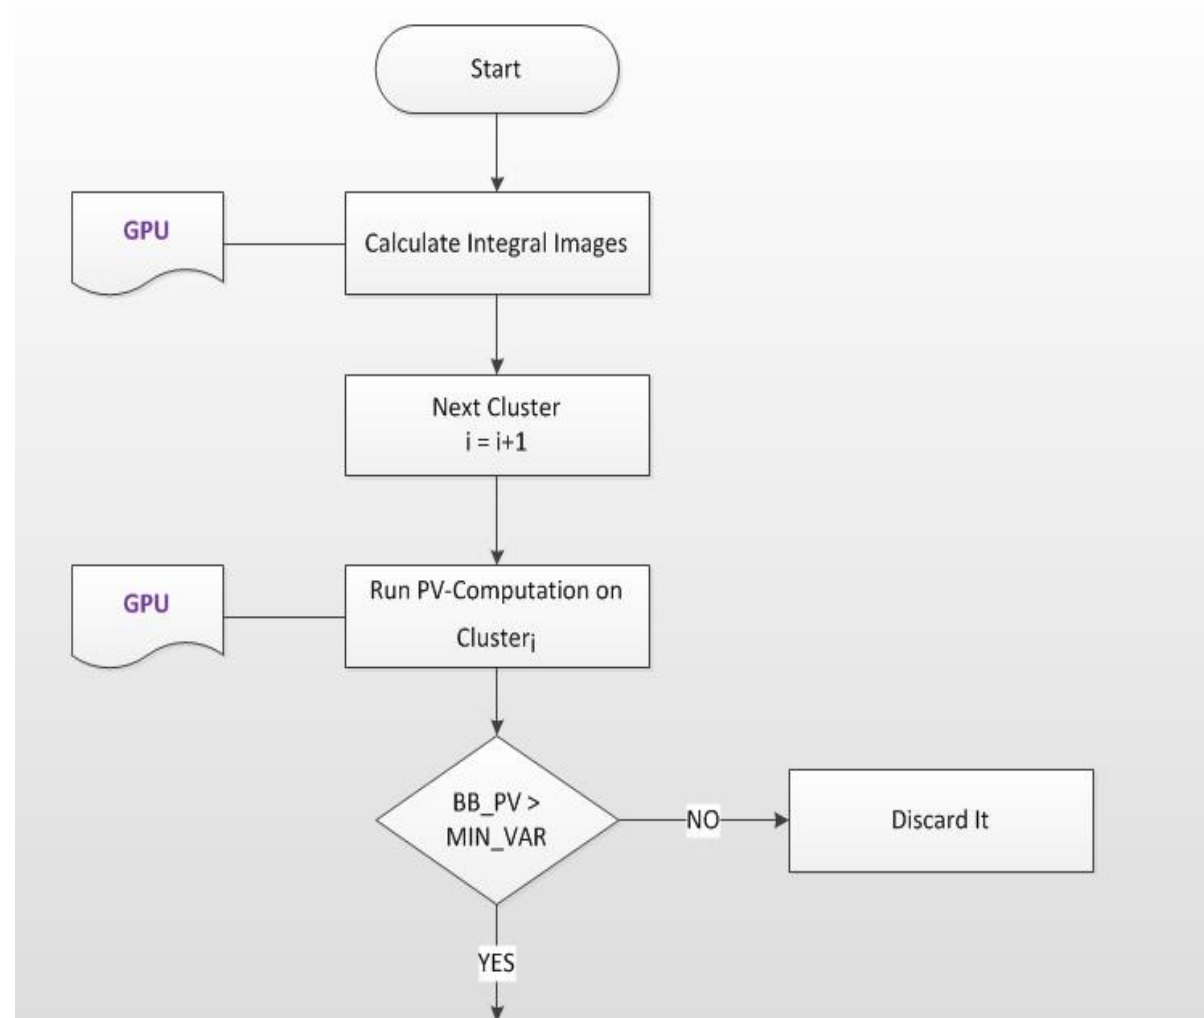 Start
GPU
Calculate Integral Images
Next Cluster
i = i+1
GPU
Run PV-Computation on
Clusteri
BB_PV >
MIN_VAR
NO
Discard It
YES